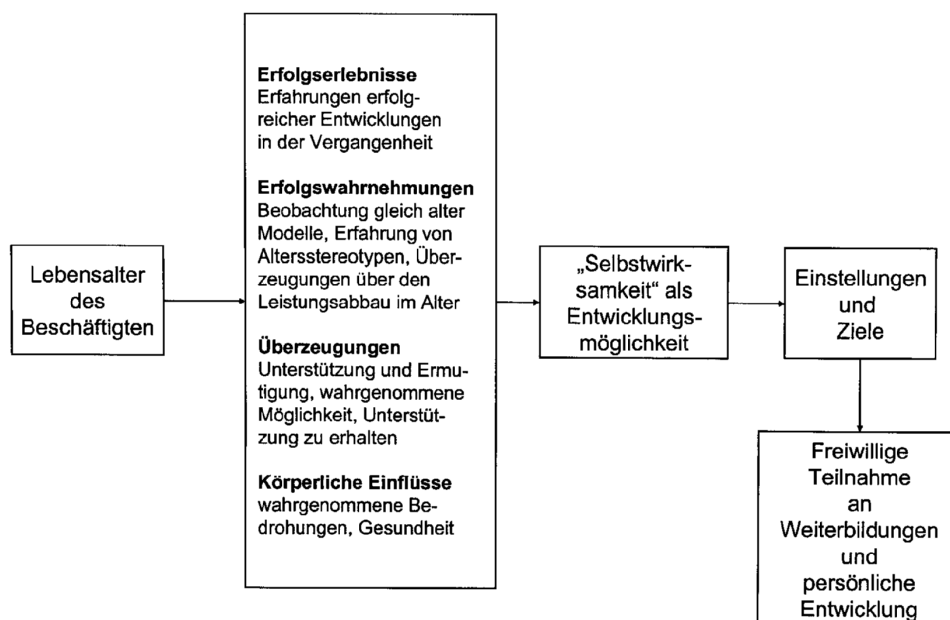 Lebensalter
des
Beschäftigten
Erfolgserlebnisse
Erfahrungen erfolg-
reicher Entwicklungen
in der Vergangenheit
Erfolgswahrnehmungen
Beobachtung gleich alter
Modelle, Erfahrung von
Altersstereotypen, Über-
zeugungen über den
Leistungsabbau im Alter
Überzeugungen
Unterstützung und Ermu-
tigung, wahrgenommene
Möglichkeit, Unterstüt-
zung zu erhalten
Körperliche Einflüsse
wahrgenommene Be-
drohungen, Gesundheit
„Selbstwirk-
samkeit“ als
Entwicklungs-
möglichkeit
Einstellungen
und
Ziele
Freiwillige
Teilnahme
an
Weiterbildungen
und
persönliche
Entwicklung